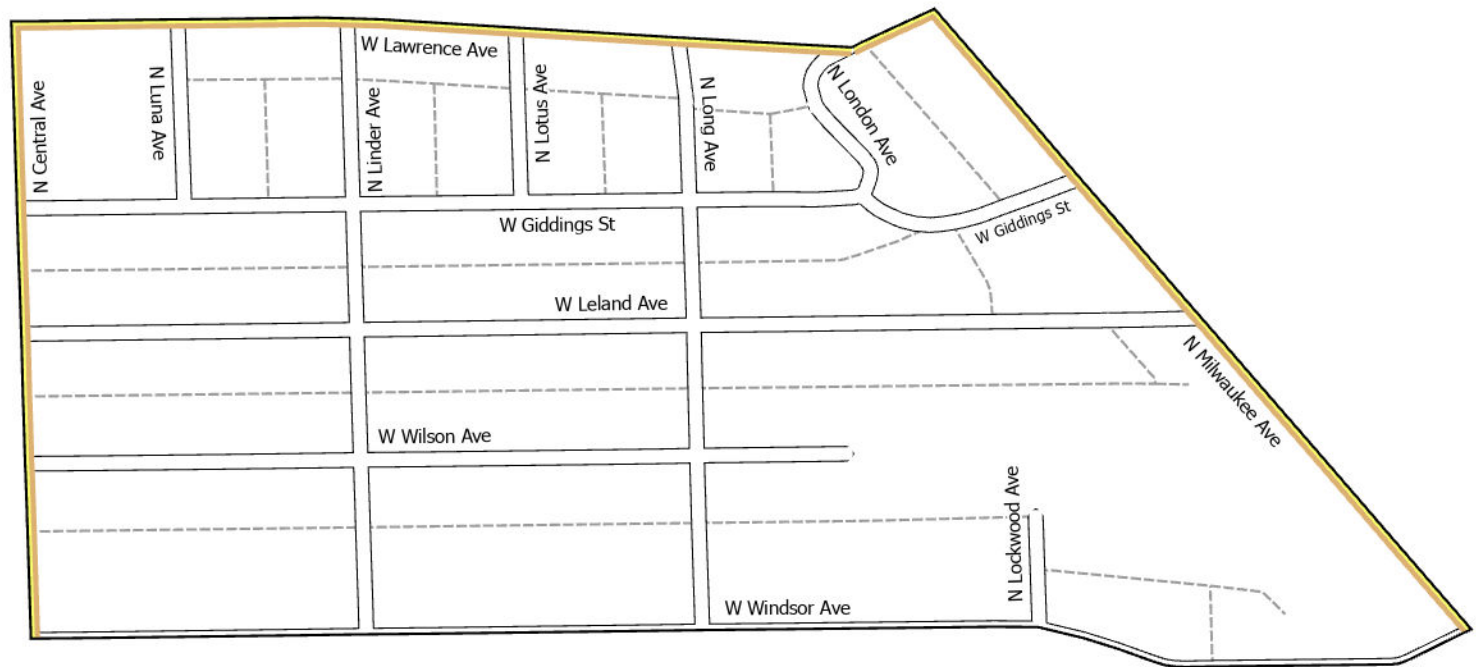 W Lawrence Ave
N Central Ave
N Luna Ave
N Linder Ave
N Lotus Ave
N Long Ave
N London Ave
W Giddings St
W Giddings St
W Leland Ave
N Milwaukee Ave
W Wilson Ave
N Lockwood Ave
W Windsor Ave